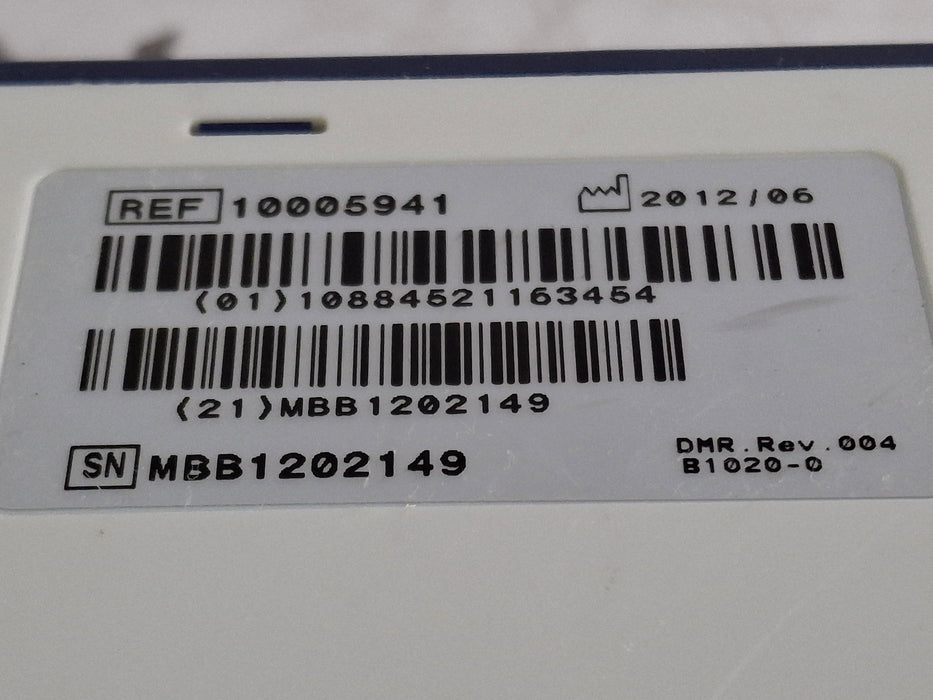 REF 10005941 2012/06
(01)10884521163454
(21)MBB1202149
SN MBB1202149
DMR.Rev.004
B1020-0